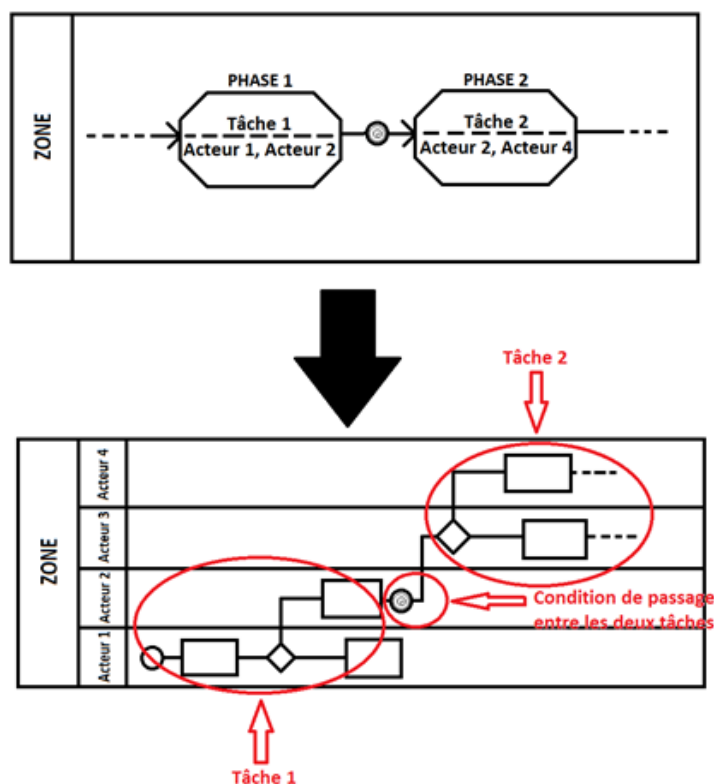 PHASE 1
PHASE 2
ZONE
Tâche 1
Acteur 1, Acteur 2
Tâche 2
Acteur 2, Acteur 4
Tâche 2
ZONE
Acteur 4
Acteur 3
Acteur 2
Acteur 1
Condition de passage
entre les deux tâches
Tâche 1